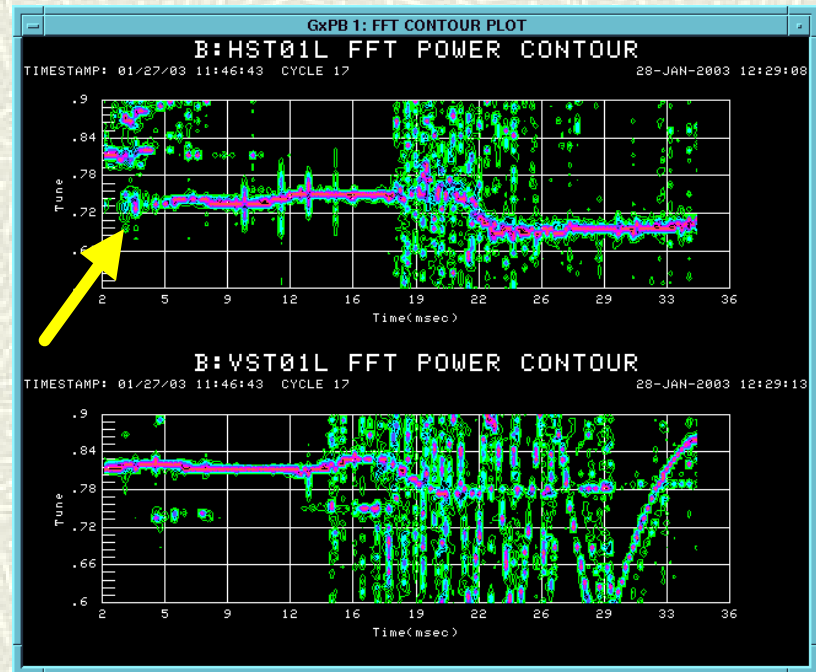 GxPB 1: FFT CONTOUR PLOT
B:HST01L FFT POWER CONTOUR
TIMESTAMP: 01/27/03 11:46:43 CYCLE 17 28-JAN-2003 12:29:08
.9
.84
.78
Tune
.72
2 5 9 12 16 19 22 26 29 33 36
Time(msec)
B:VST01L FFT POWER CONTOUR
TIMESTAMP: 01/27/03 11:46:43 CYCLE 17 28-JAN-2003 12:29:13
.9
.84
.78
Tune
.72
.66
.6
2 5 9 12 16 19 22 26 29 33 36
Time(msec)